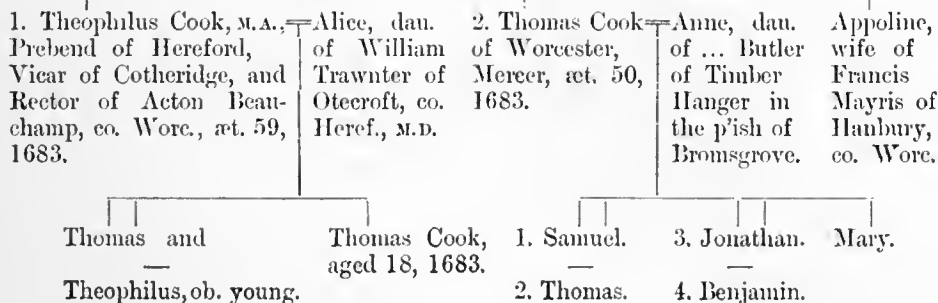 1. Theophilus Cook, M.A.,
Prebend of Hereford,
Vicar of Cotheridge, and
Rector of Acton Beau-
champ, co. Worc., æt. 59,
1683.
Alice, dau.
of William
Trawnter of
Otecroft, co.
Heref., M.D.
2. Thomas Cook
of Worcester,
Mercer, æt. 50,
1683.
Anne, dau.
of ... Butler
of Timber
Hanger in
the p'ish of
Bromsgrove.
Appoline,
wife of
Francis
Mayris of
Hanbury,
co. Worc.
Thomas and
—
Theophilus, ob. young.
Thomas Cook,
aged 18, 1683.
1. Samuel.
—
2. Thomas.
3. Jonathan.
—
4. Benjamin.
Mary.